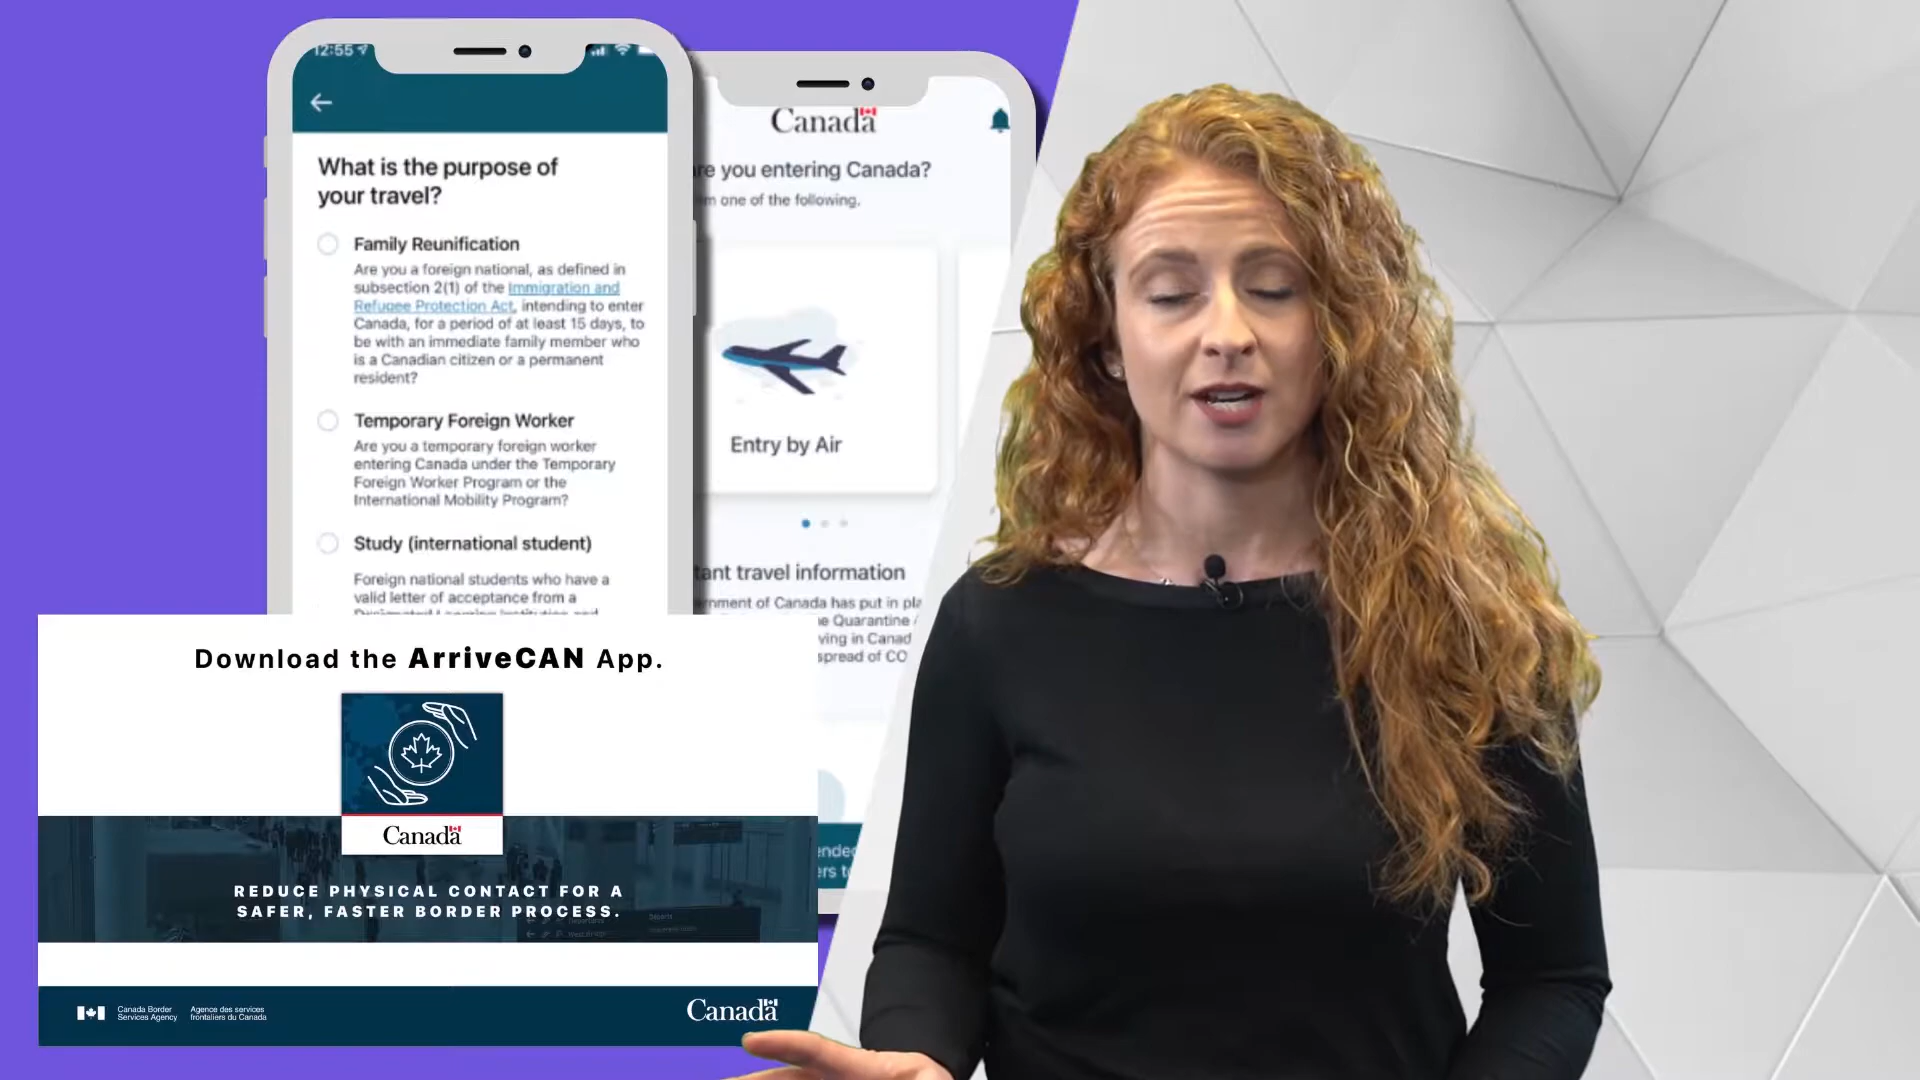 12:55
What is the purpose of
your travel?
Family Reunification
Are you a foreign national, as defined in
subsection 2(1) of the Immigration and
Refugee Protection Act, intending to enter
Canada, for a period of at least 15 days, to
be with an immediate family member who
is a Canadian citizen or a permanent
resident?
Temporary Foreign Worker
Are you a temporary foreign worker
entering Canada under the Temporary
Foreign Worker Program or the
International Mobility Program?
Study (international student)
Foreign national students who have a
valid letter of acceptance from a
Canada
re you entering Canada?
one of the following.
Entry by Air
tant travel information
nment of Canada has put in pla
e Quarantine
ving in Canad
spread of CO
Download the ArriveCAN App.
Canada
REDUCE PHYSICAL CONTACT FOR A
SAFER, FASTER BORDER PROCESS.
Canada Border
Services Agency
Agence des services
frontaliers du Canada
Canada